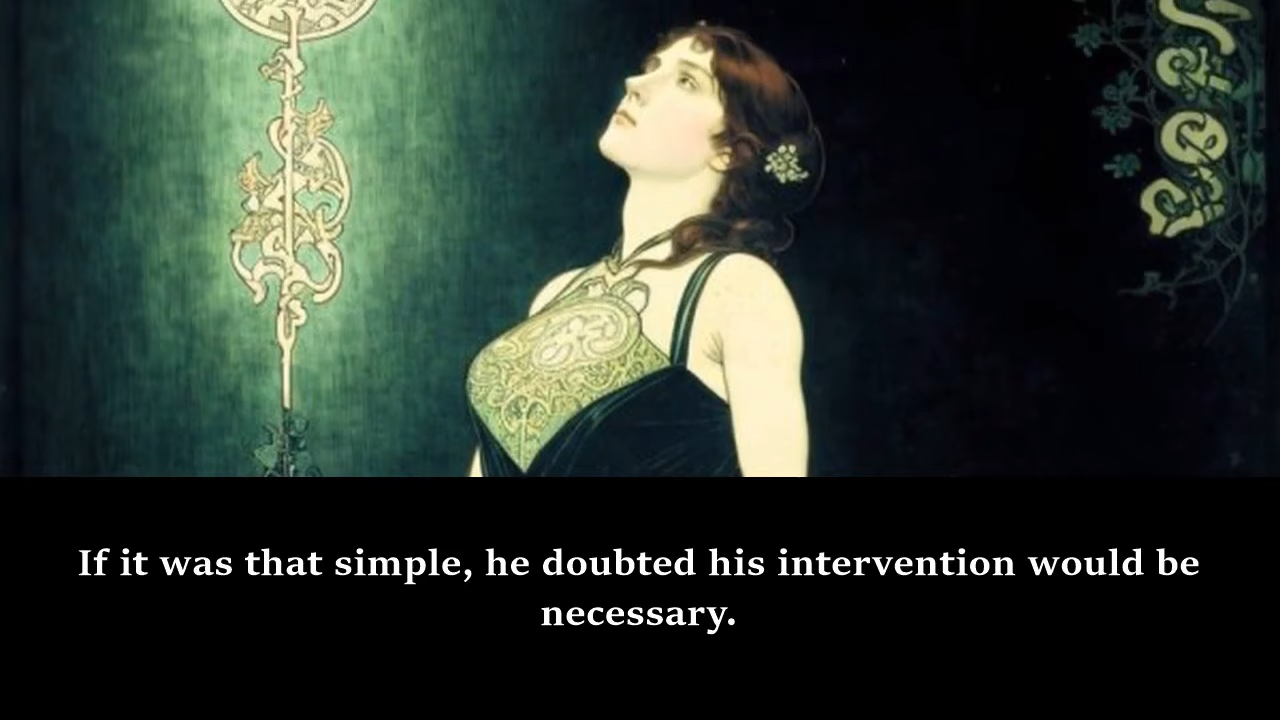 If it was that simple, he doubted his intervention would be
necessary.